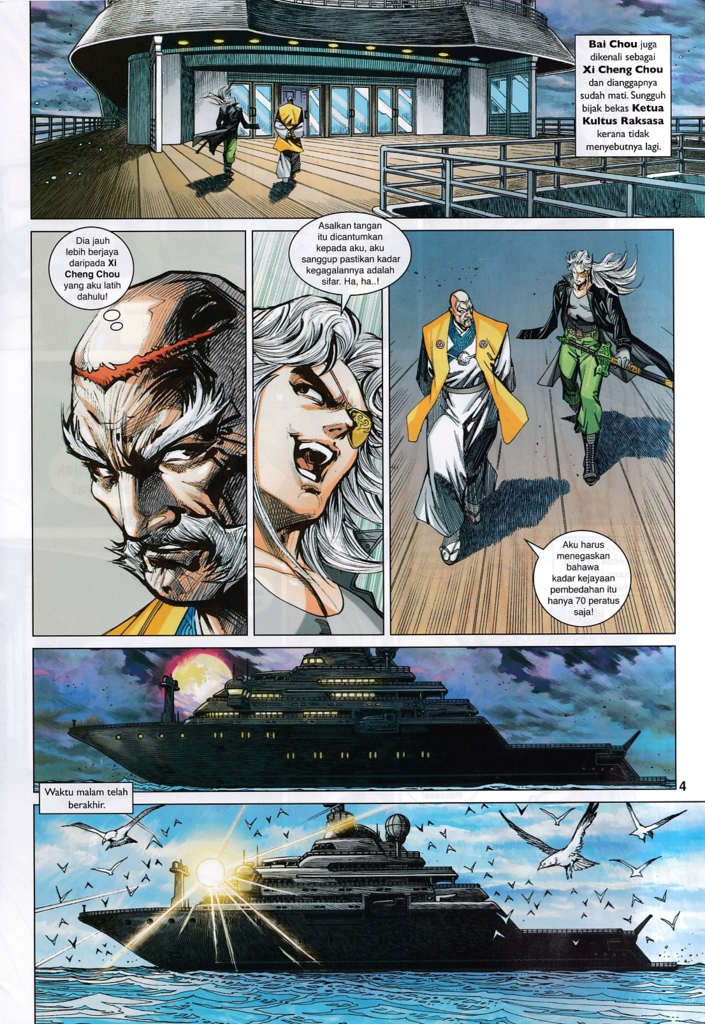 Bai Chou juga
dikenali sebagai
Xi Cheng Chou
dan dianggapnya
sudah mati. Sungguh
bijak bekas Ketua
Kultus Raksasa
kerana tidak
menyebutnya lagi.
Dia jauh
lebih berjaya
daripada Xi
Cheng Chou
yang aku latih
dahulu!
Asalkan tangan
itu dicantumkan
kepada aku, aku
sanggup pastikan kadar
kegagalannya adalah
sifar. Ha, ha..!
Aku harus
menegaskan
bahawa
kadar kejayaan
pembedahan itu
hanya 70 peratus
saja!
4
Waktu malam telah
berakhir.